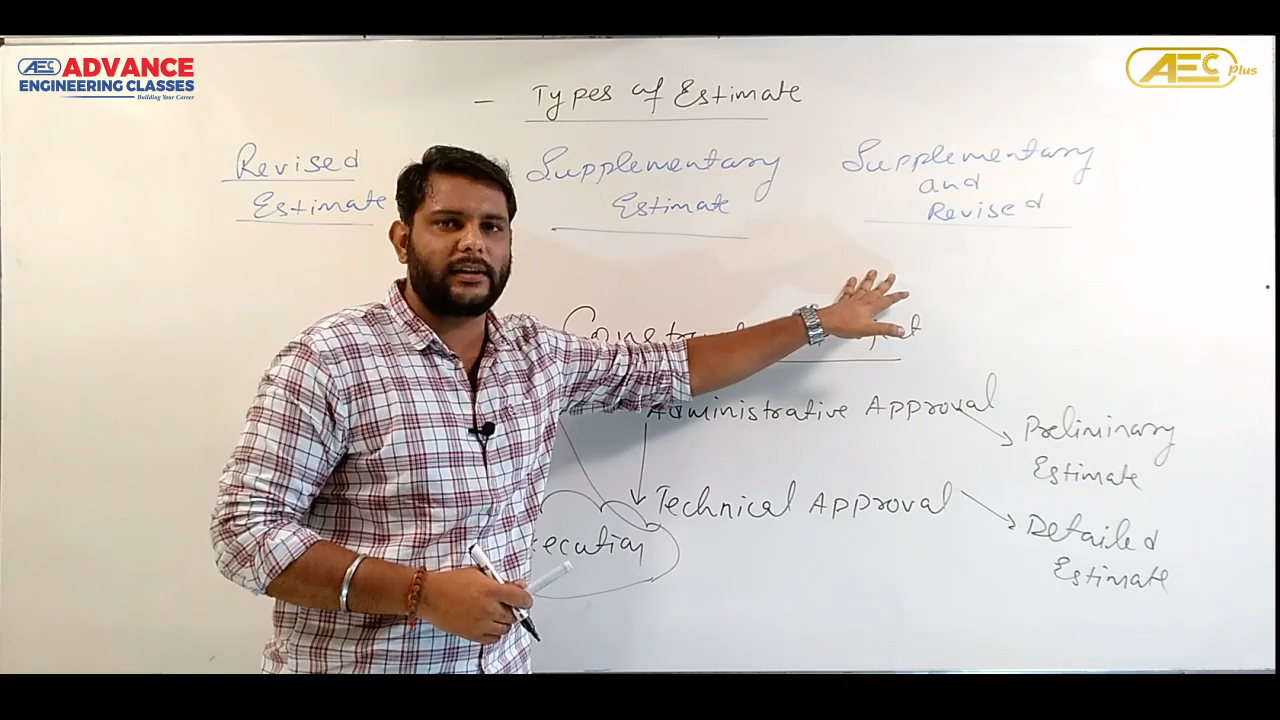 AEC ADVANCE
ENGINEERING CLASSES
Building Your Career
AEC Plus
– Types of Estimate
Revised
Estimate
Supplementary
Estimate
Supplementary
and
Revised
Administrative Approval
Preliminary
Estimate
Technical Approval
Detailed
Estimate